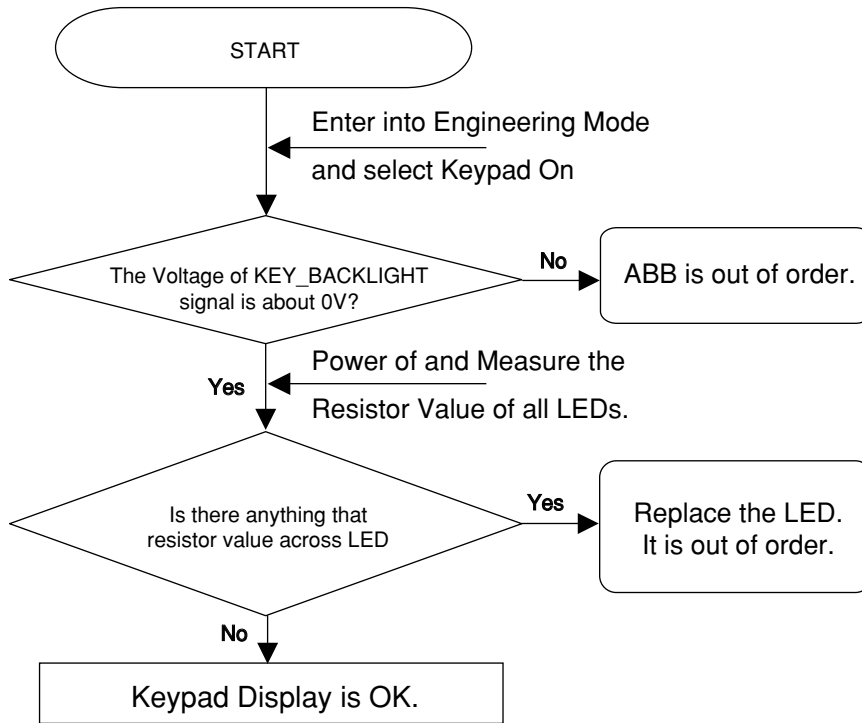 START
Enter into Engineering Mode
and select Keypad On
The Voltage of KEY_BACKLIGHT
signal is about 0V?
No
ABB is out of order.
Yes
Power of and Measure the
Resistor Value of all LEDs.
Is there anything that
resistor value across LED
Yes
Replace the LED.
It is out of order.
No
Keypad Display is OK.